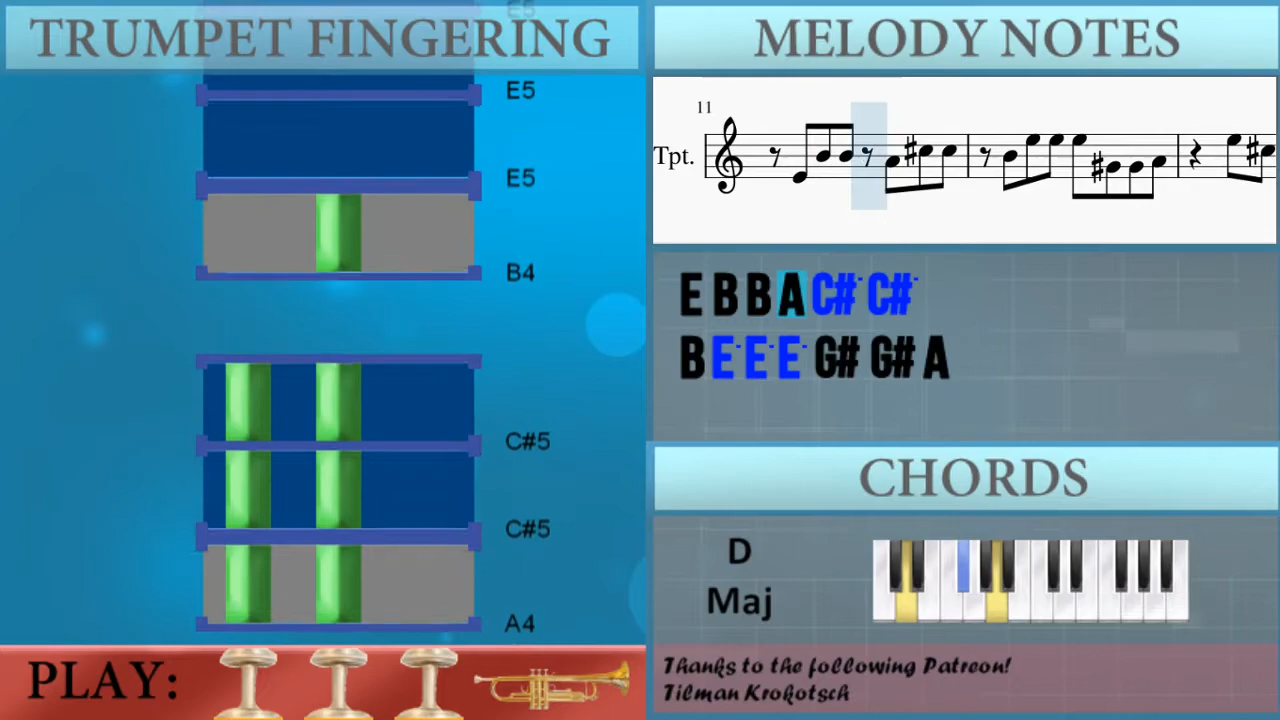 TRUMPET FINGERING
E5
E5
E5
B4
C#5
C#5
A4
PLAY:
MELODY NOTES
11
Tpt.
E B B A C#- C#-
B E- E- E- G# G# A
CHORDS
D
Maj
Thanks to the following Patreon!
Tilman Krokotsch